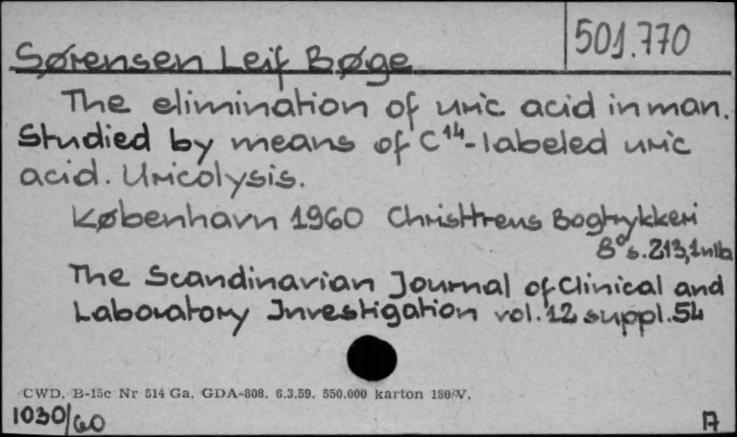 501.770
Sørensen Leif Bøge
The elimination of uric acid in man.
Studied by means of C14-labeled uric
acid. Uricolysis.
København 1960 Christtreus Bogtrykkeri
8° s. 213, 1 nlb
The Scandinavian Journal of Clinical and
Laboratory Investigation vol. 12 suppl. 54
CWD. B-15c Nr 514 Ga. GDA-808. 6.3.59. 550.000 karton 180/V.
1030/60
A